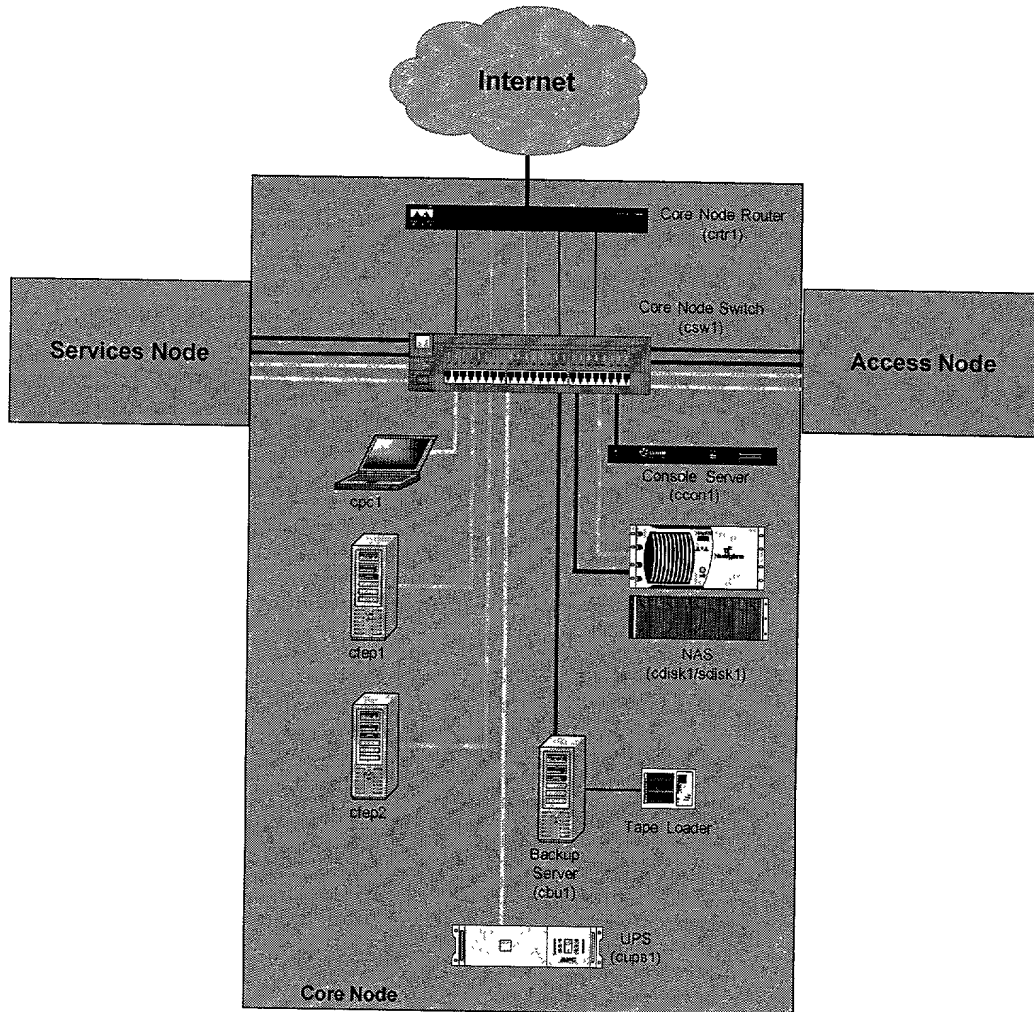 Internet
Core Node Router
(crtr1)
Core Node Switch
(csw1)
Services Node
Access Node
cpc1
Console Server
(ccon1)
cfep1
NAS
(cdisk1/sdisk1)
cfep2
Tape Loader
Backup
Server
(cbu1)
UPS
(cups1)
Core Node